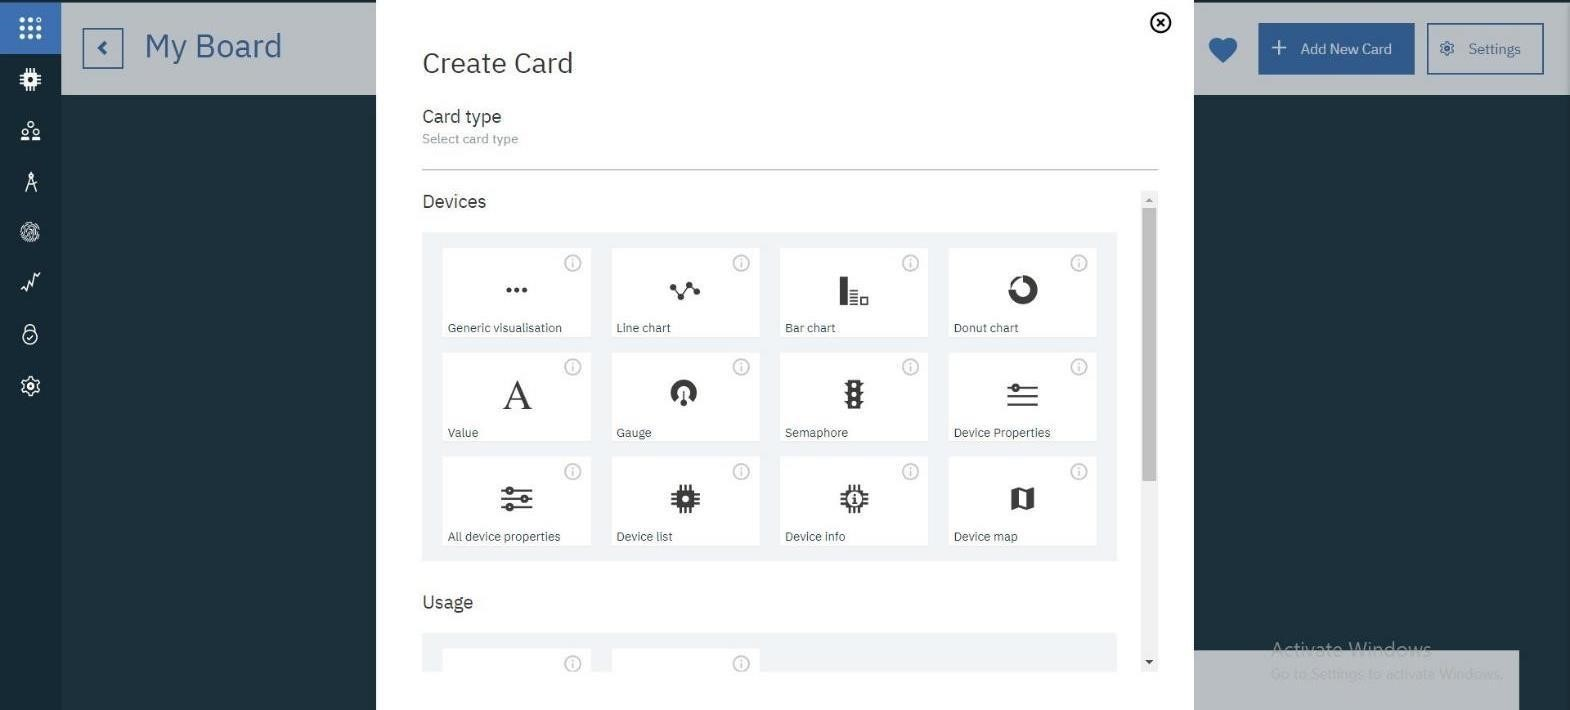 My Board
Add New Card
Settings
Create Card
Card type
Select card type
Devices
Generic visualisation
Line chart
Bar chart
Donut chart
A
Value
Gauge
Semaphore
Device Properties
All device properties
Device list
Device info
Device map
Usage
Activate Windows
Go to Settings to activate Windows.